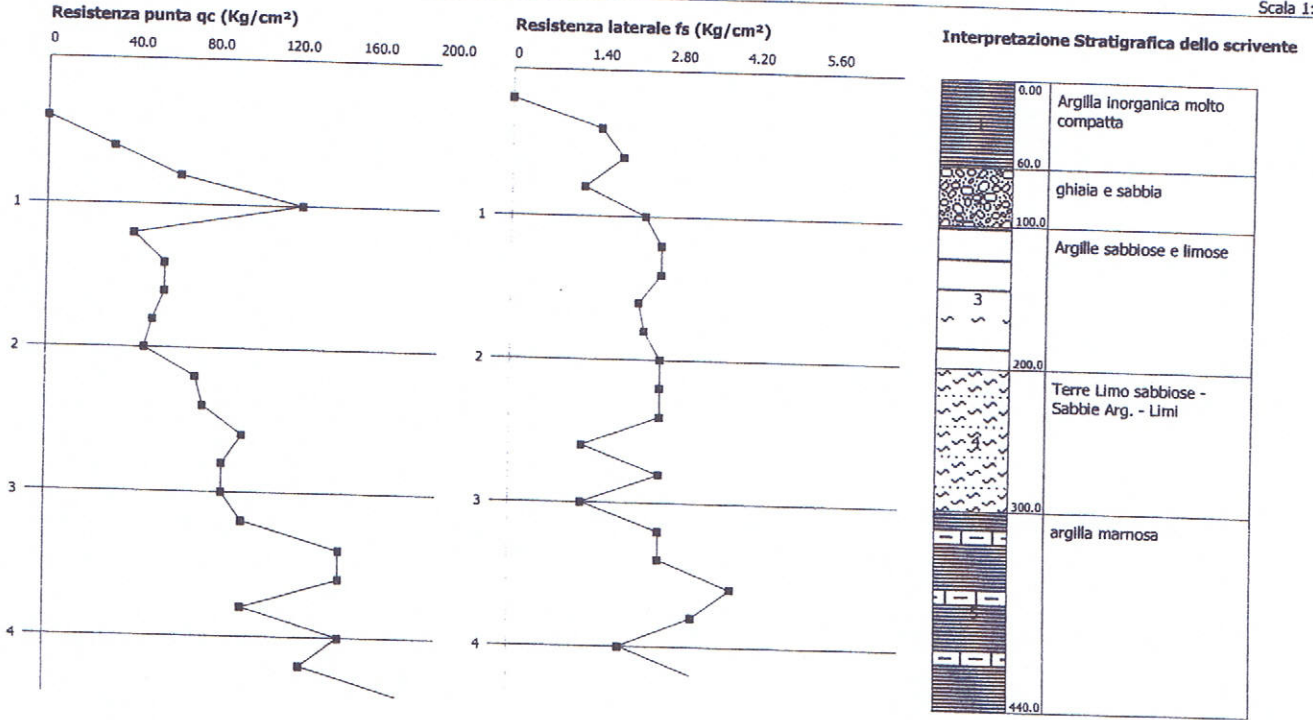 Scala 1:
Resistenza punta qc (Kg/cm²)
0 40.0 80.0 120.0 160.0 200.0
1
2
3
4
Resistenza laterale fs (Kg/cm²)
0 1.40 2.80 4.20 5.60
1
2
3
4
Interpretazione Stratigrafica dello scrivente
0.00
1
Argilla inorganica molto
compatta
60.0
ghiaia e sabbia
100.0
3
Argille sabbiose e limose
200.0
4
Terre Limo sabbiose -
Sabbie Arg. - Limi
300.0
5
argilla marnosa
440.0